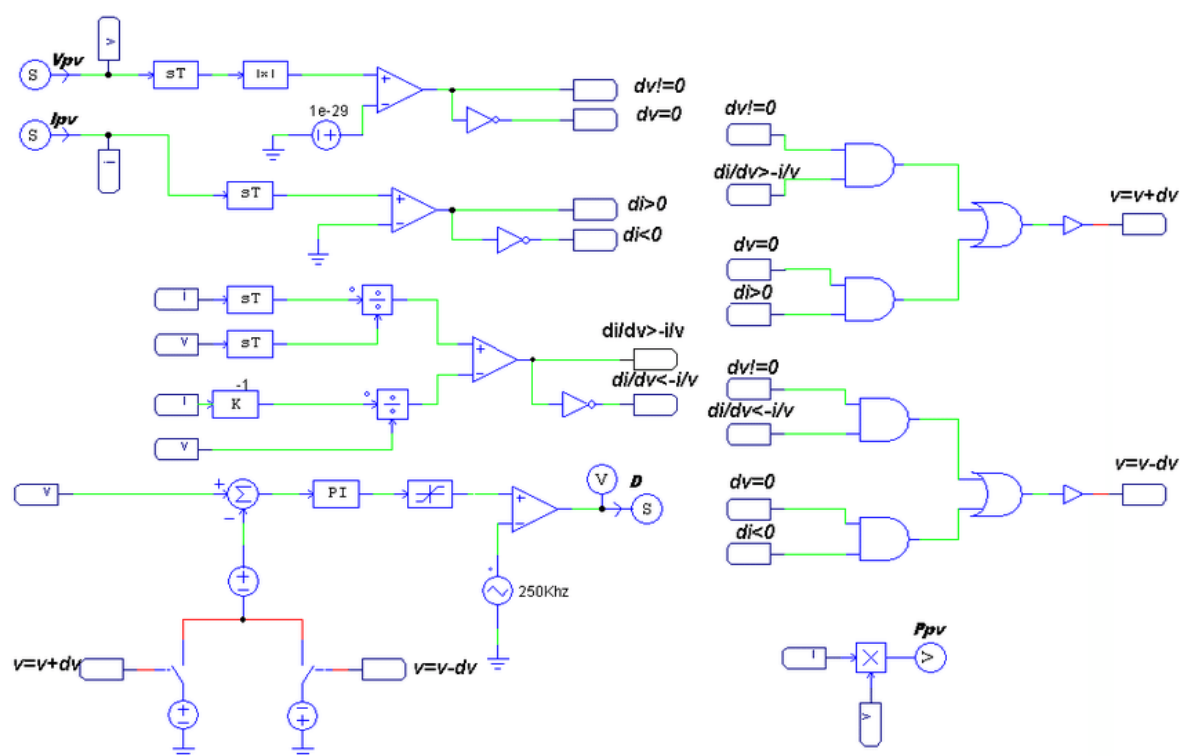 V
Vpv
S
sT
|x|
dv!=0
1e-29
dv=0
Ipv
S
i
sT
di>0
di<0
i
sT
v
sT
di/dv>-i/v
-1
i
K
di/dv<-i/v
v
v
PI
V
D
S
250Khz
v=v+dv
v=v-dv
dv!=0
di/dv>-i/v
v=v+dv
dv=0
di>0
dv!=0
di/dv<-i/v
v=v-dv
dv=0
di<0
Ppv
i
V
V